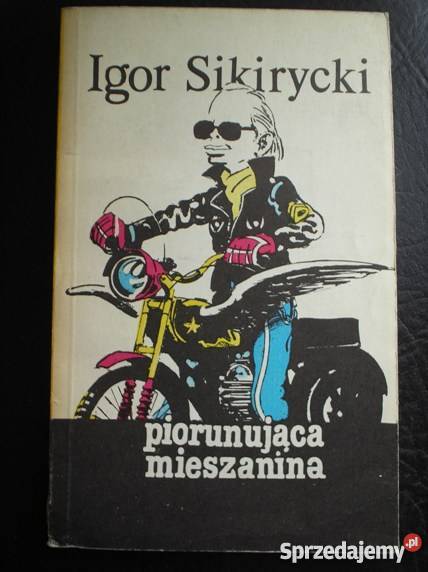 Igor Sikirycki
piorunująca
mieszanina
Sprzedajemy.pl